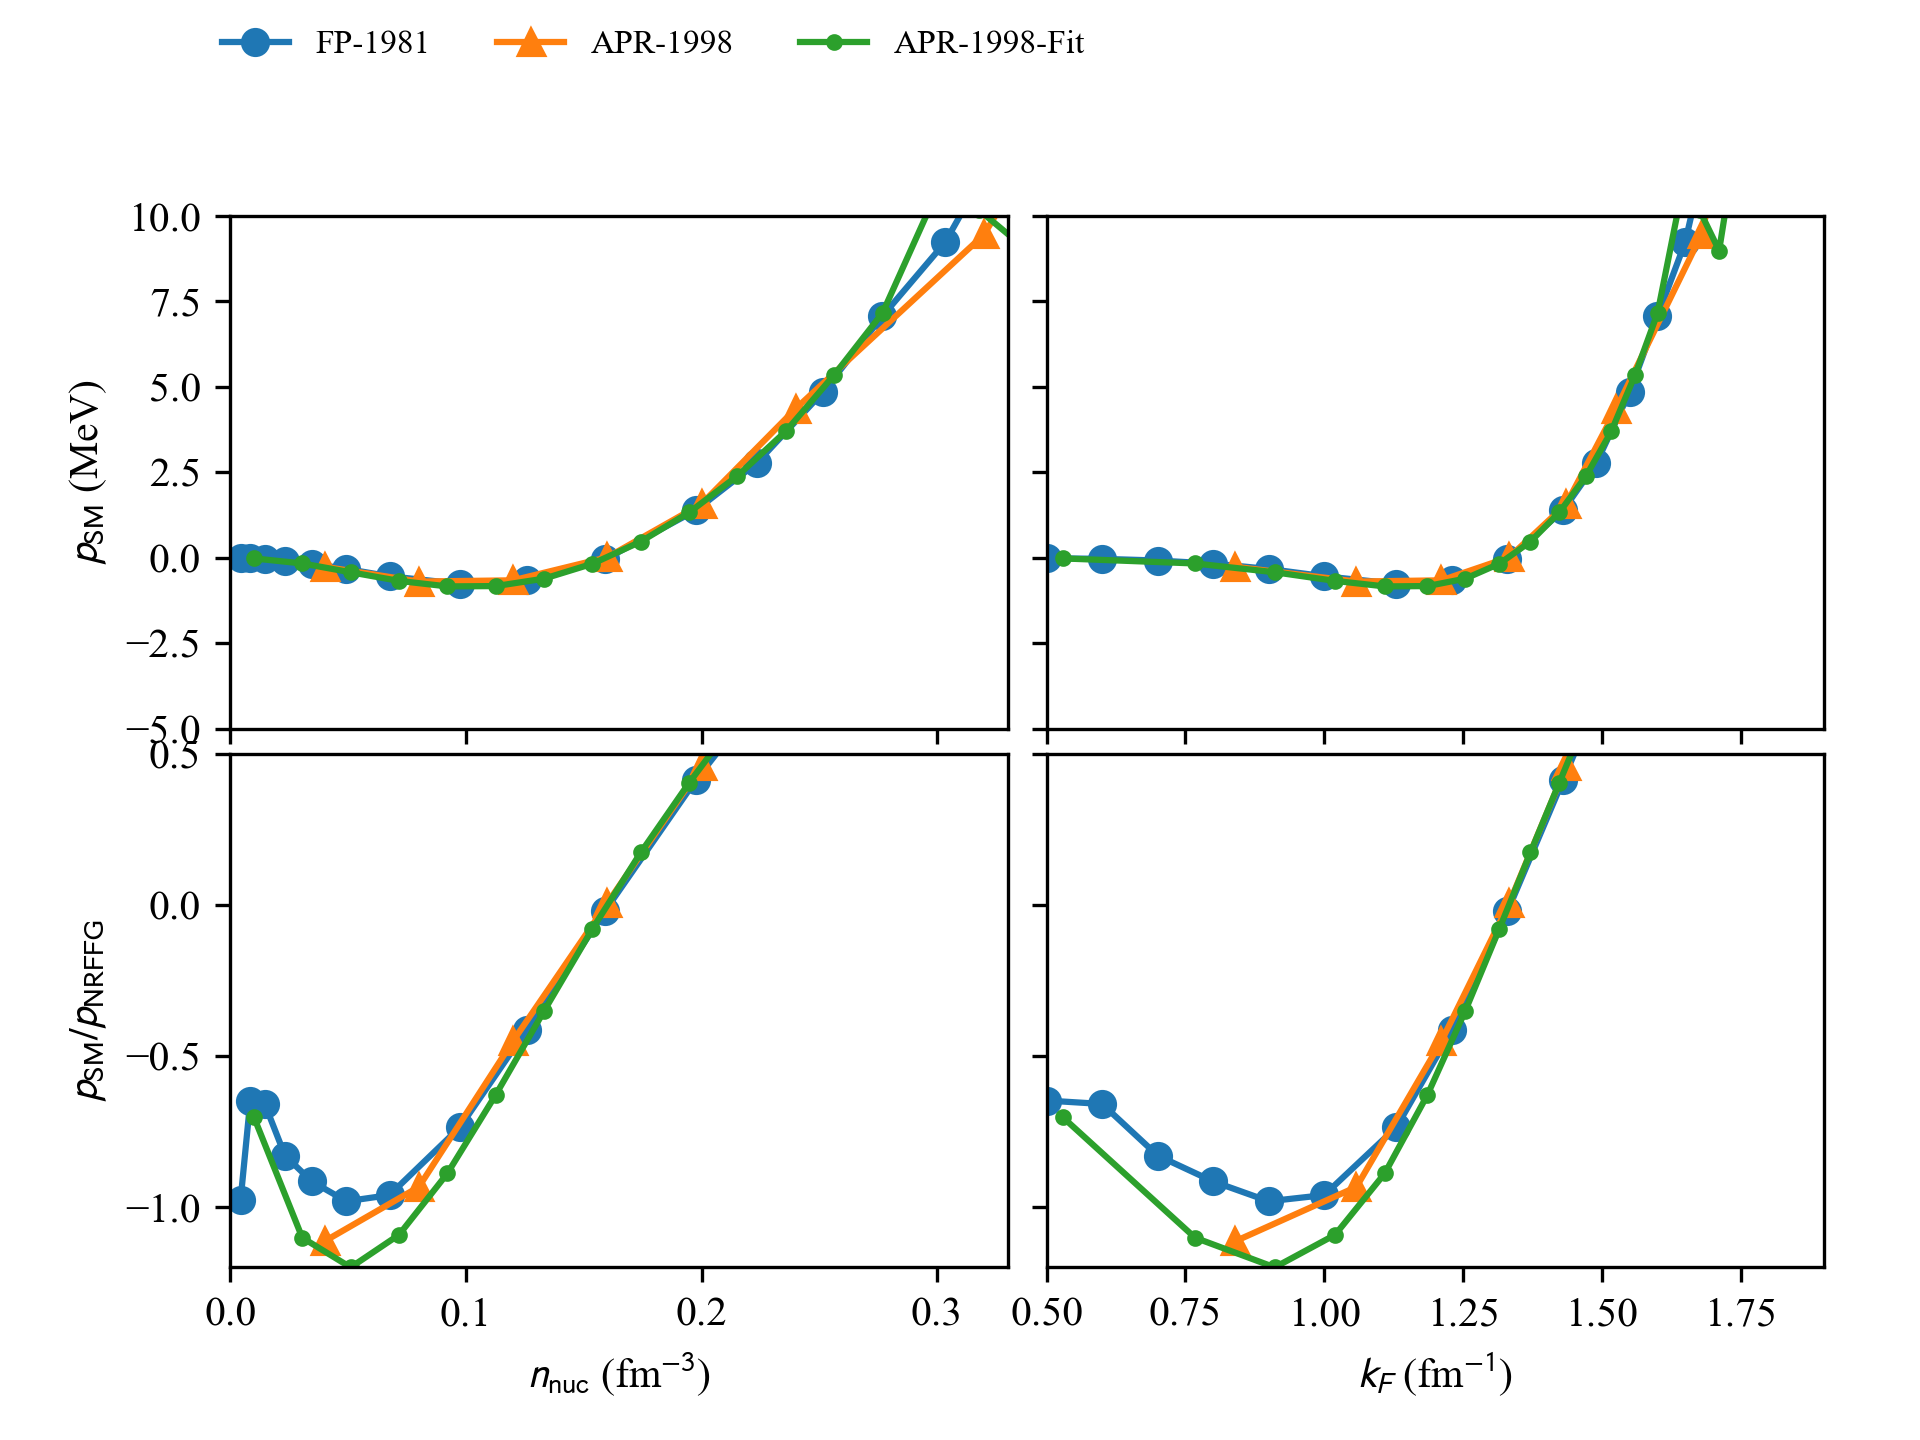 FP-1981 APR-1998 APR-1998-Fit
10.0
7.5
5.0
2.5
0.0
−2.5
−5.0
p_SM (MeV)
0.5
0.0
−0.5
−1.0
p_SM/p_NRFFG
0.0 0.1 0.2 0.3
n_nuc (fm⁻³)
0.50 0.75 1.00 1.25 1.50 1.75
k_F (fm⁻¹)